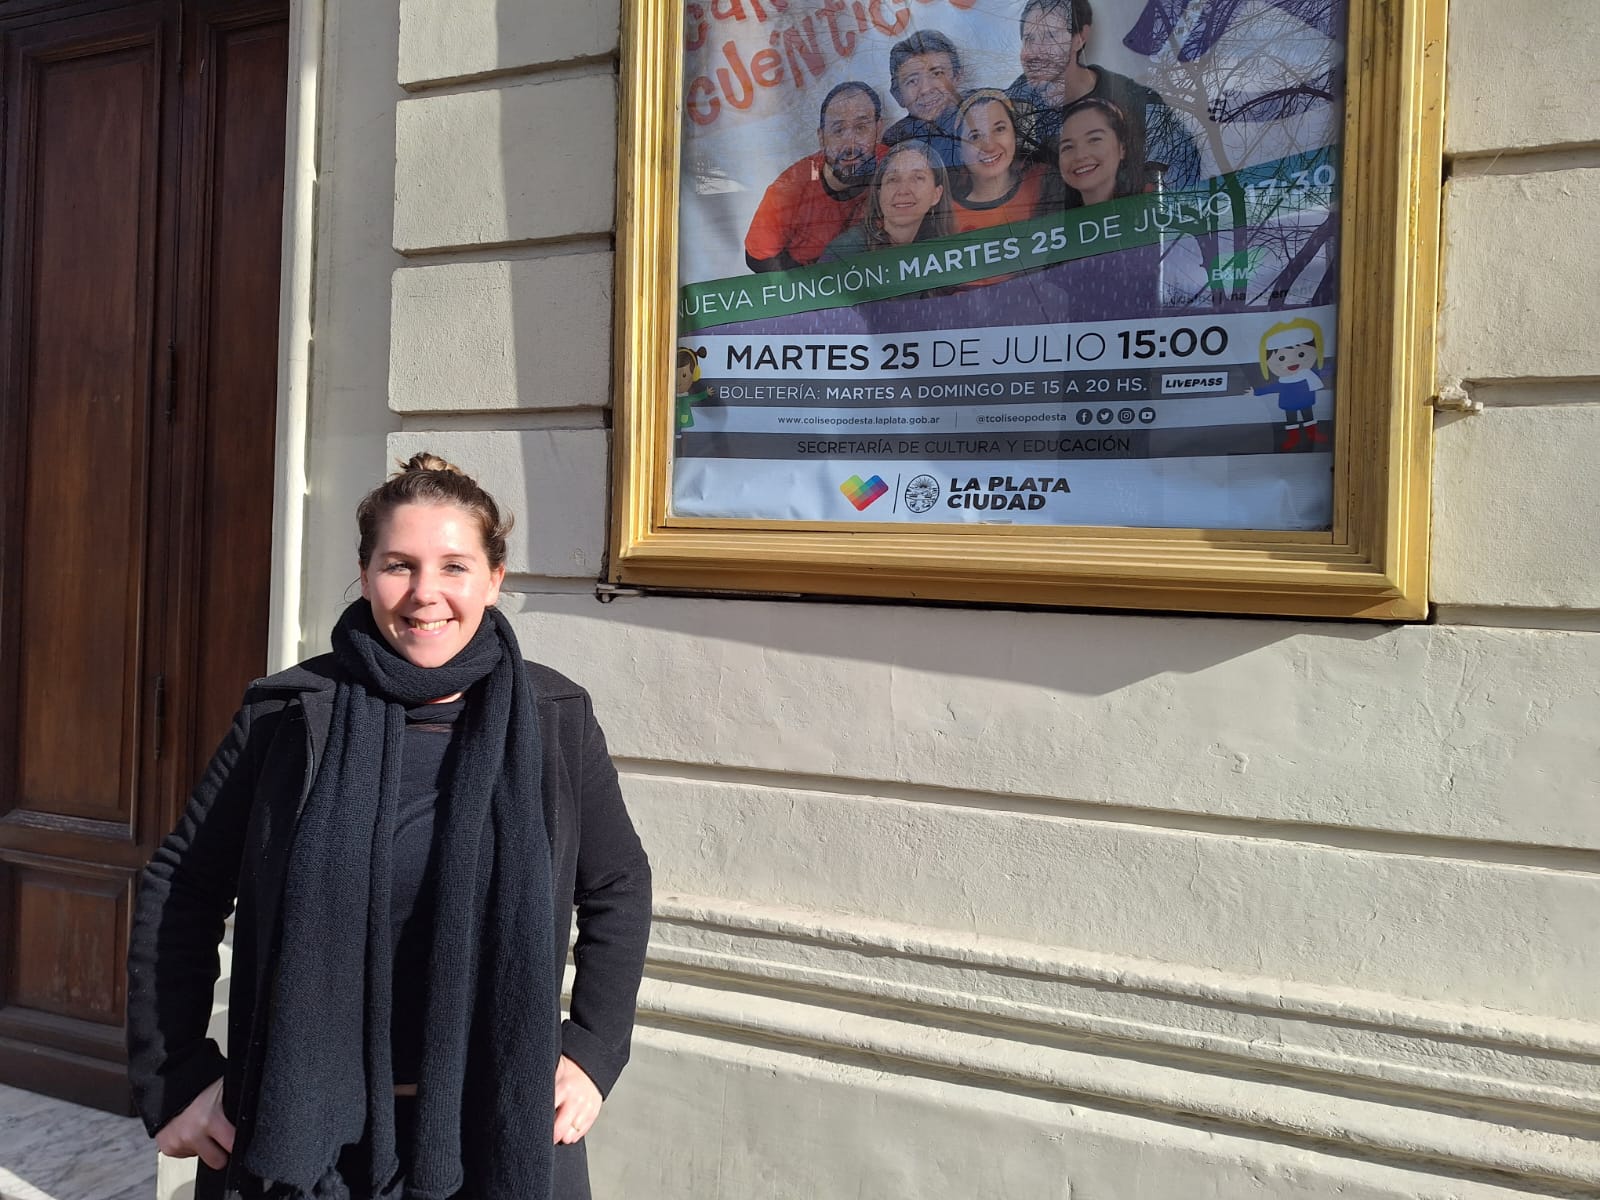 CUÉNTICOS
NUEVA FUNCIÓN: MARTES 25 DE JULIO 17:30
MARTES 25 DE JULIO 15:00
BOLETERÍA: MARTES A DOMINGO DE 15 A 20 HS. LIVEPASS
www.coliseopodesta.laplata.gob.ar @tcoliseopodesta
SECRETARÍA DE CULTURA Y EDUCACIÓN
LA PLATA
CIUDAD